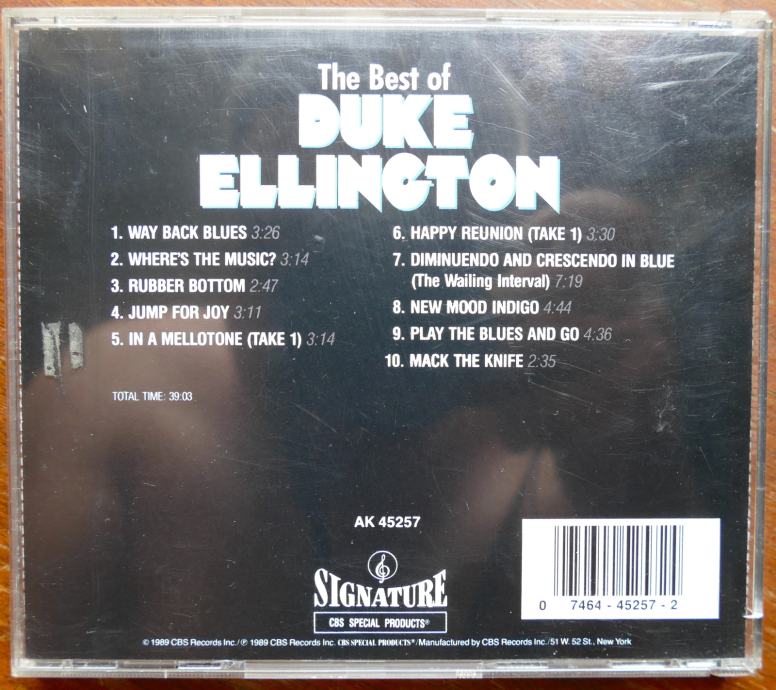 The Best of
DUKE
ELLINGTON
1. WAY BACK BLUES 3:26
2. WHERE'S THE MUSIC? 3:14
3. RUBBER BOTTOM 2:47
4. JUMP FOR JOY 3:11
5. IN A MELLOTONE (TAKE 1) 3:14
6. HAPPY REUNION (TAKE 1) 3:30
7. DIMINUENDO AND CRESCENDO IN BLUE
(The Wailing Interval) 7:19
8. NEW MOOD INDIGO 4:44
9. PLAY THE BLUES AND GO 4:36
10. MACK THE KNIFE 2:35
TOTAL TIME: 39:03
AK 45257
SIGNATURE
CBS SPECIAL PRODUCTS®
0 7464 - 45257 - 2
© 1989 CBS Records Inc./℗ 1989 CBS Records Inc. CBS SPECIAL PRODUCTS®/Manufactured by CBS Records Inc./51 W. 52 St., New York